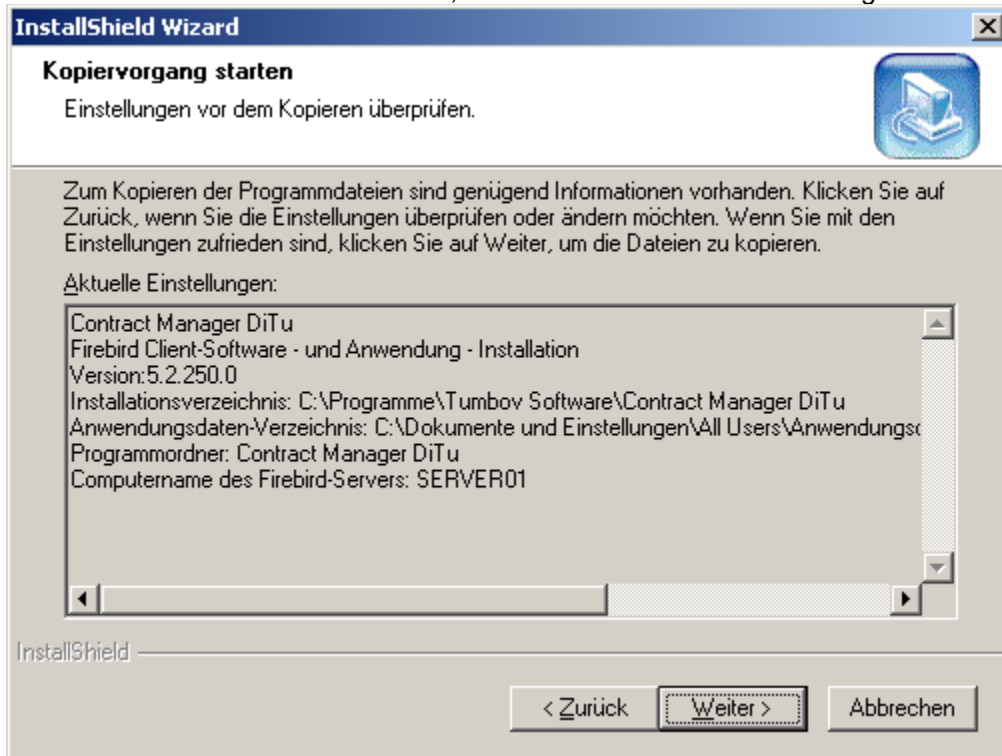 InstallShield Wizard
Kopiervorgang starten
Einstellungen vor dem Kopieren überprüfen.
Zum Kopieren der Programmdateien sind genügend Informationen vorhanden. Klicken Sie auf
Zurück, wenn Sie die Einstellungen überprüfen oder ändern möchten. Wenn Sie mit den
Einstellungen zufrieden sind, klicken Sie auf Weiter, um die Dateien zu kopieren.
Aktuelle Einstellungen:
Contract Manager DiTu
Firebird Client-Software - und Anwendung - Installation
Version:5.2.250.0
Installationsverzeichnis: C:\Programme\Tumbov Software\Contract Manager DiTu
Anwendungsdaten-Verzeichnis: C:\Dokumente und Einstellungen\All Users\Anwendungs
Programmordner: Contract Manager DiTu
Computername des Firebird-Servers: SERVER01
InstallShield
< Zurück
Weiter >
Abbrechen